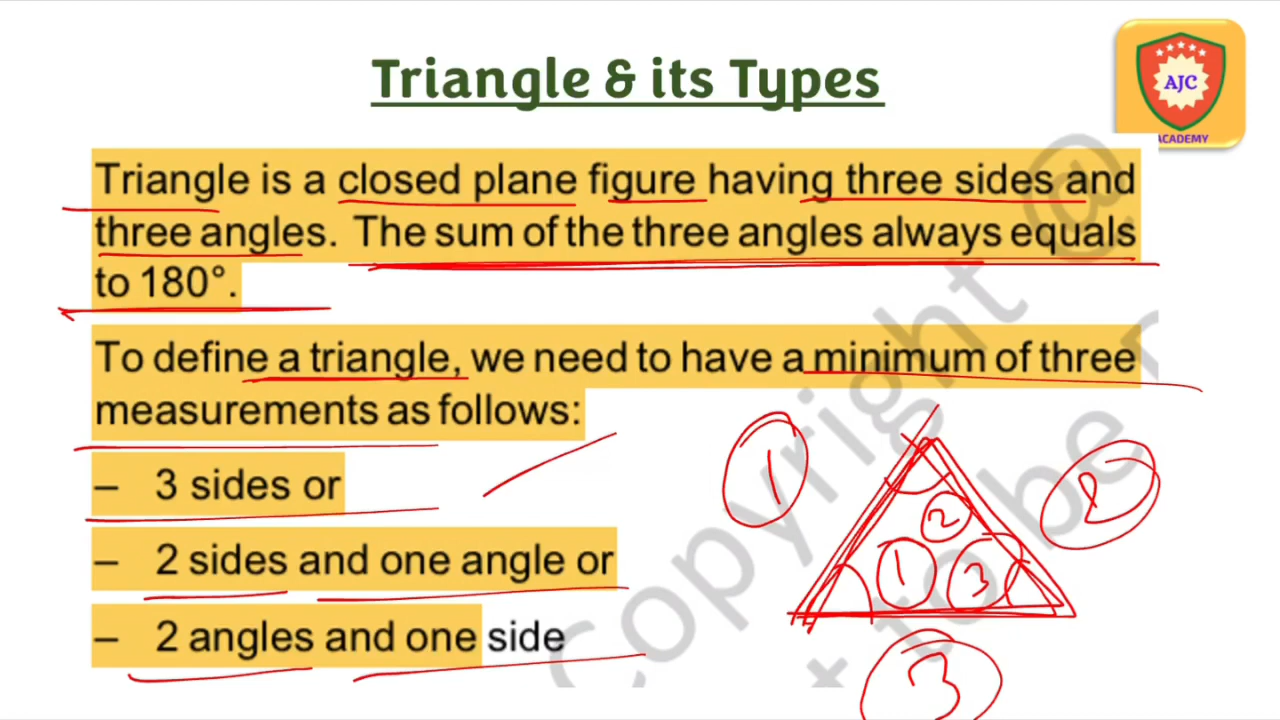 Triangle & its Types
AJC
ACADEMY
Triangle is a closed plane figure having three sides and
three angles. The sum of the three angles always equals
to 180°.
To define a triangle, we need to have a minimum of three
measurements as follows:
– 3 sides or
– 2 sides and one angle or
– 2 angles and one side
1
2
2
1
3
3
Copyright @
t to be r